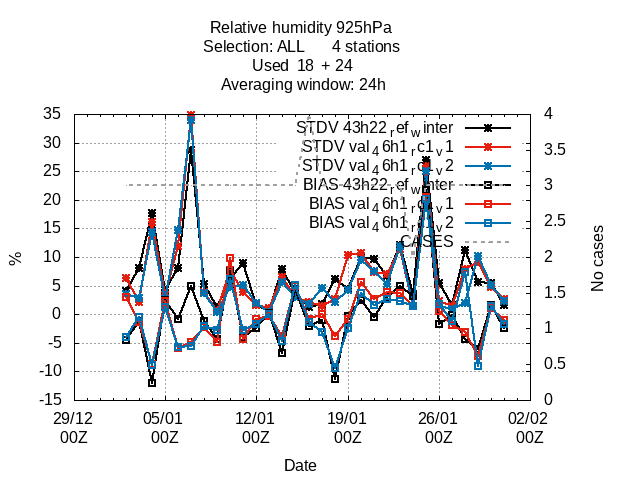 Relative humidity 925hPa
Selection: ALL 4 stations
Used 18 + 24
Averaging window: 24h
35
30
25
20
15
10
5
0
-5
-10
-15
%
4
3.5
3
2.5
2
1.5
1
0.5
0
No cases
STDV 43h22_ref_winter
STDV val_46h1_rc1_v1
STDV val_46h1_rc1_v2
BIAS 43h22_ref_winter
BIAS val_46h1_rc1_v1
BIAS val_46h1_rc1_v2
CASES
29/12 05/01 12/01 19/01 26/01 02/02
00Z 00Z 00Z 00Z 00Z 00Z
Date